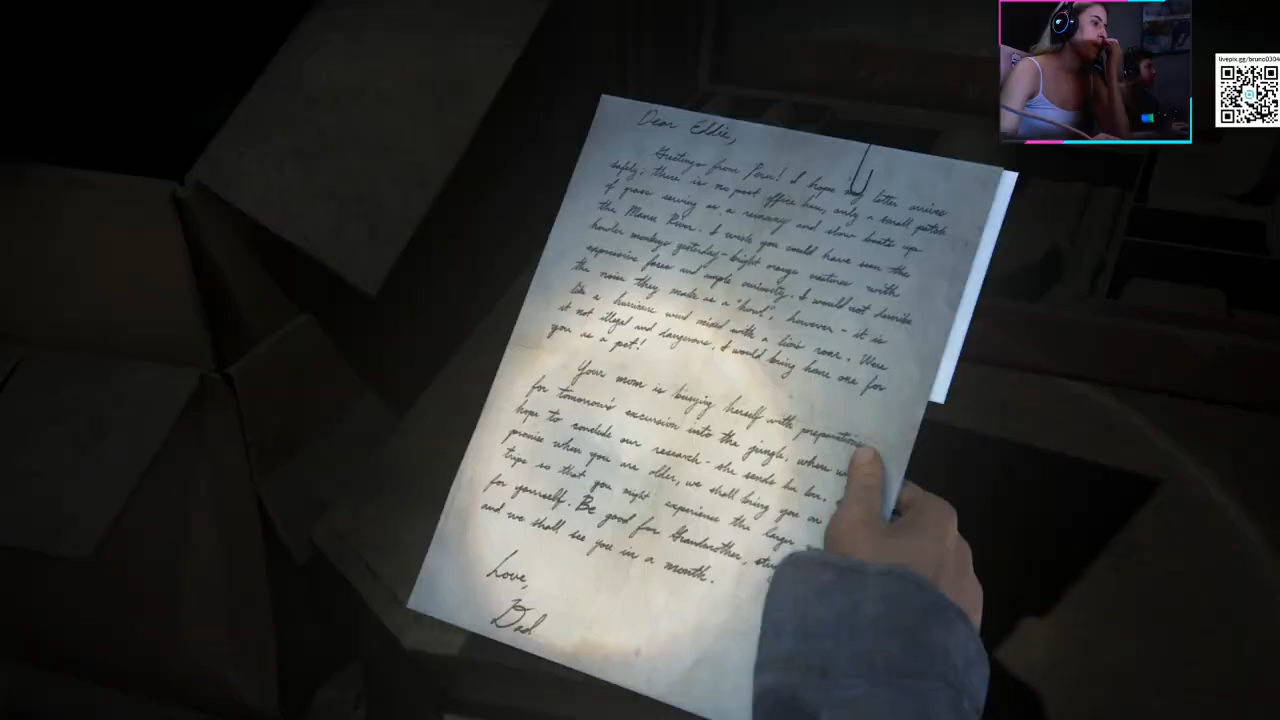 Dear Eddie,
Greetings from Peru! I hope my letter arrives
safely; there is no post office here, only a small patch
of grass serving as a runway and slow boats up
the Manu River. I wish you could have seen the
howler monkeys yesterday - bright orange creatures with
expressive faces and ample curiosity. I would not describe
the noise they make as a "howl", however - it is
like a hurricane wind mixed with a lion's roar. Were
it not illegal and dangerous, I would bring home one for
you as a pet!
Your mom is busying herself with preparations
for tomorrow's excursion into the jungle, where we
hope to conclude our research - she sends her love.
promise when you are older, we shall bring you on
trips so that you might experience the larger
for yourself. Be good for Grandmother,
and we shall see you in a month.
Love,
Dad
livepix.gg/bruno0304